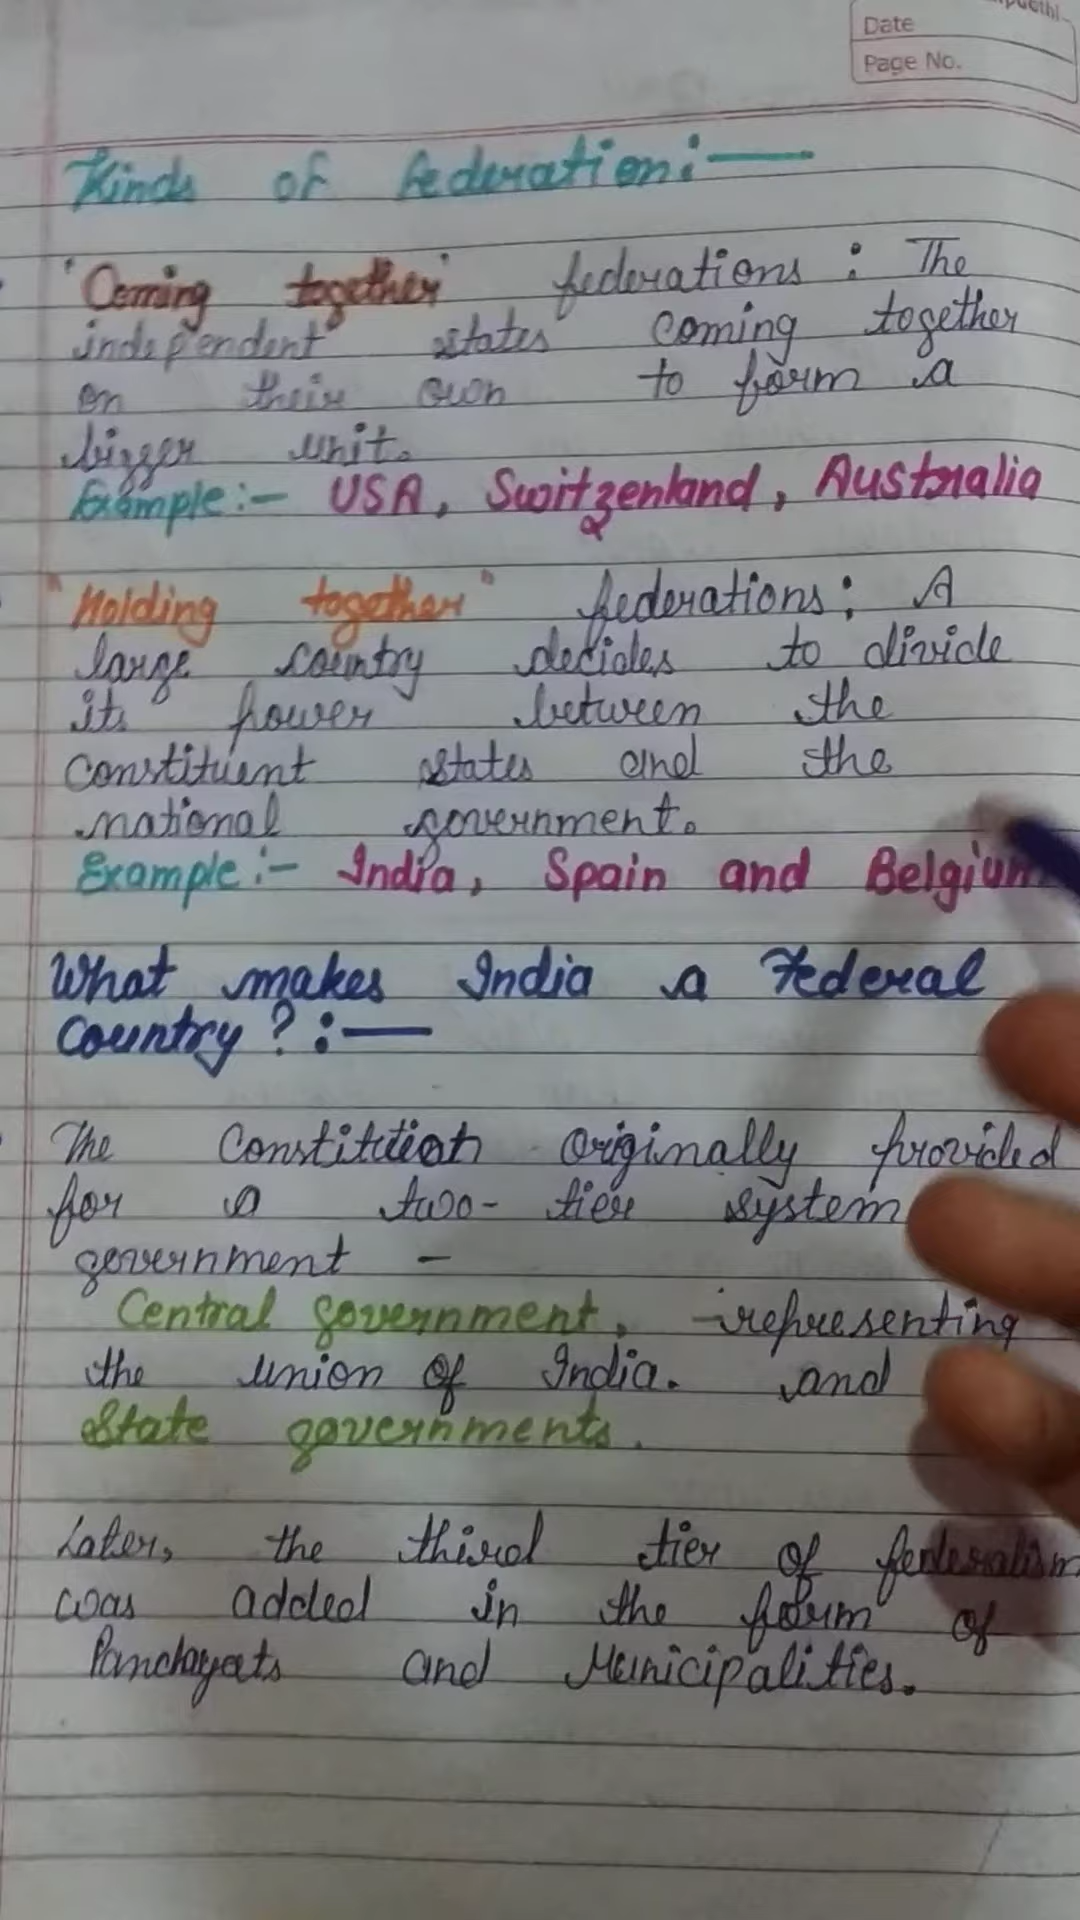 Date
Page No.
Kinds of federation:—
"Coming together" federations : The
independent states coming together
on their own to form a
bigger unit.
Example:- USA, Switzerland, Australia
"Holding together" federations: A
large country decides to divide
its power between the
constituent states and the
national government.
Example:- India, Spain and Belgium
What makes India a Federal
Country?:—
The Constitution originally provided
for a two-tier system
government -
Central government, -representing
the union of India. and
State governments.
Later, the third tier of federalism
was added in the form of
Panchayats and Municipalities.